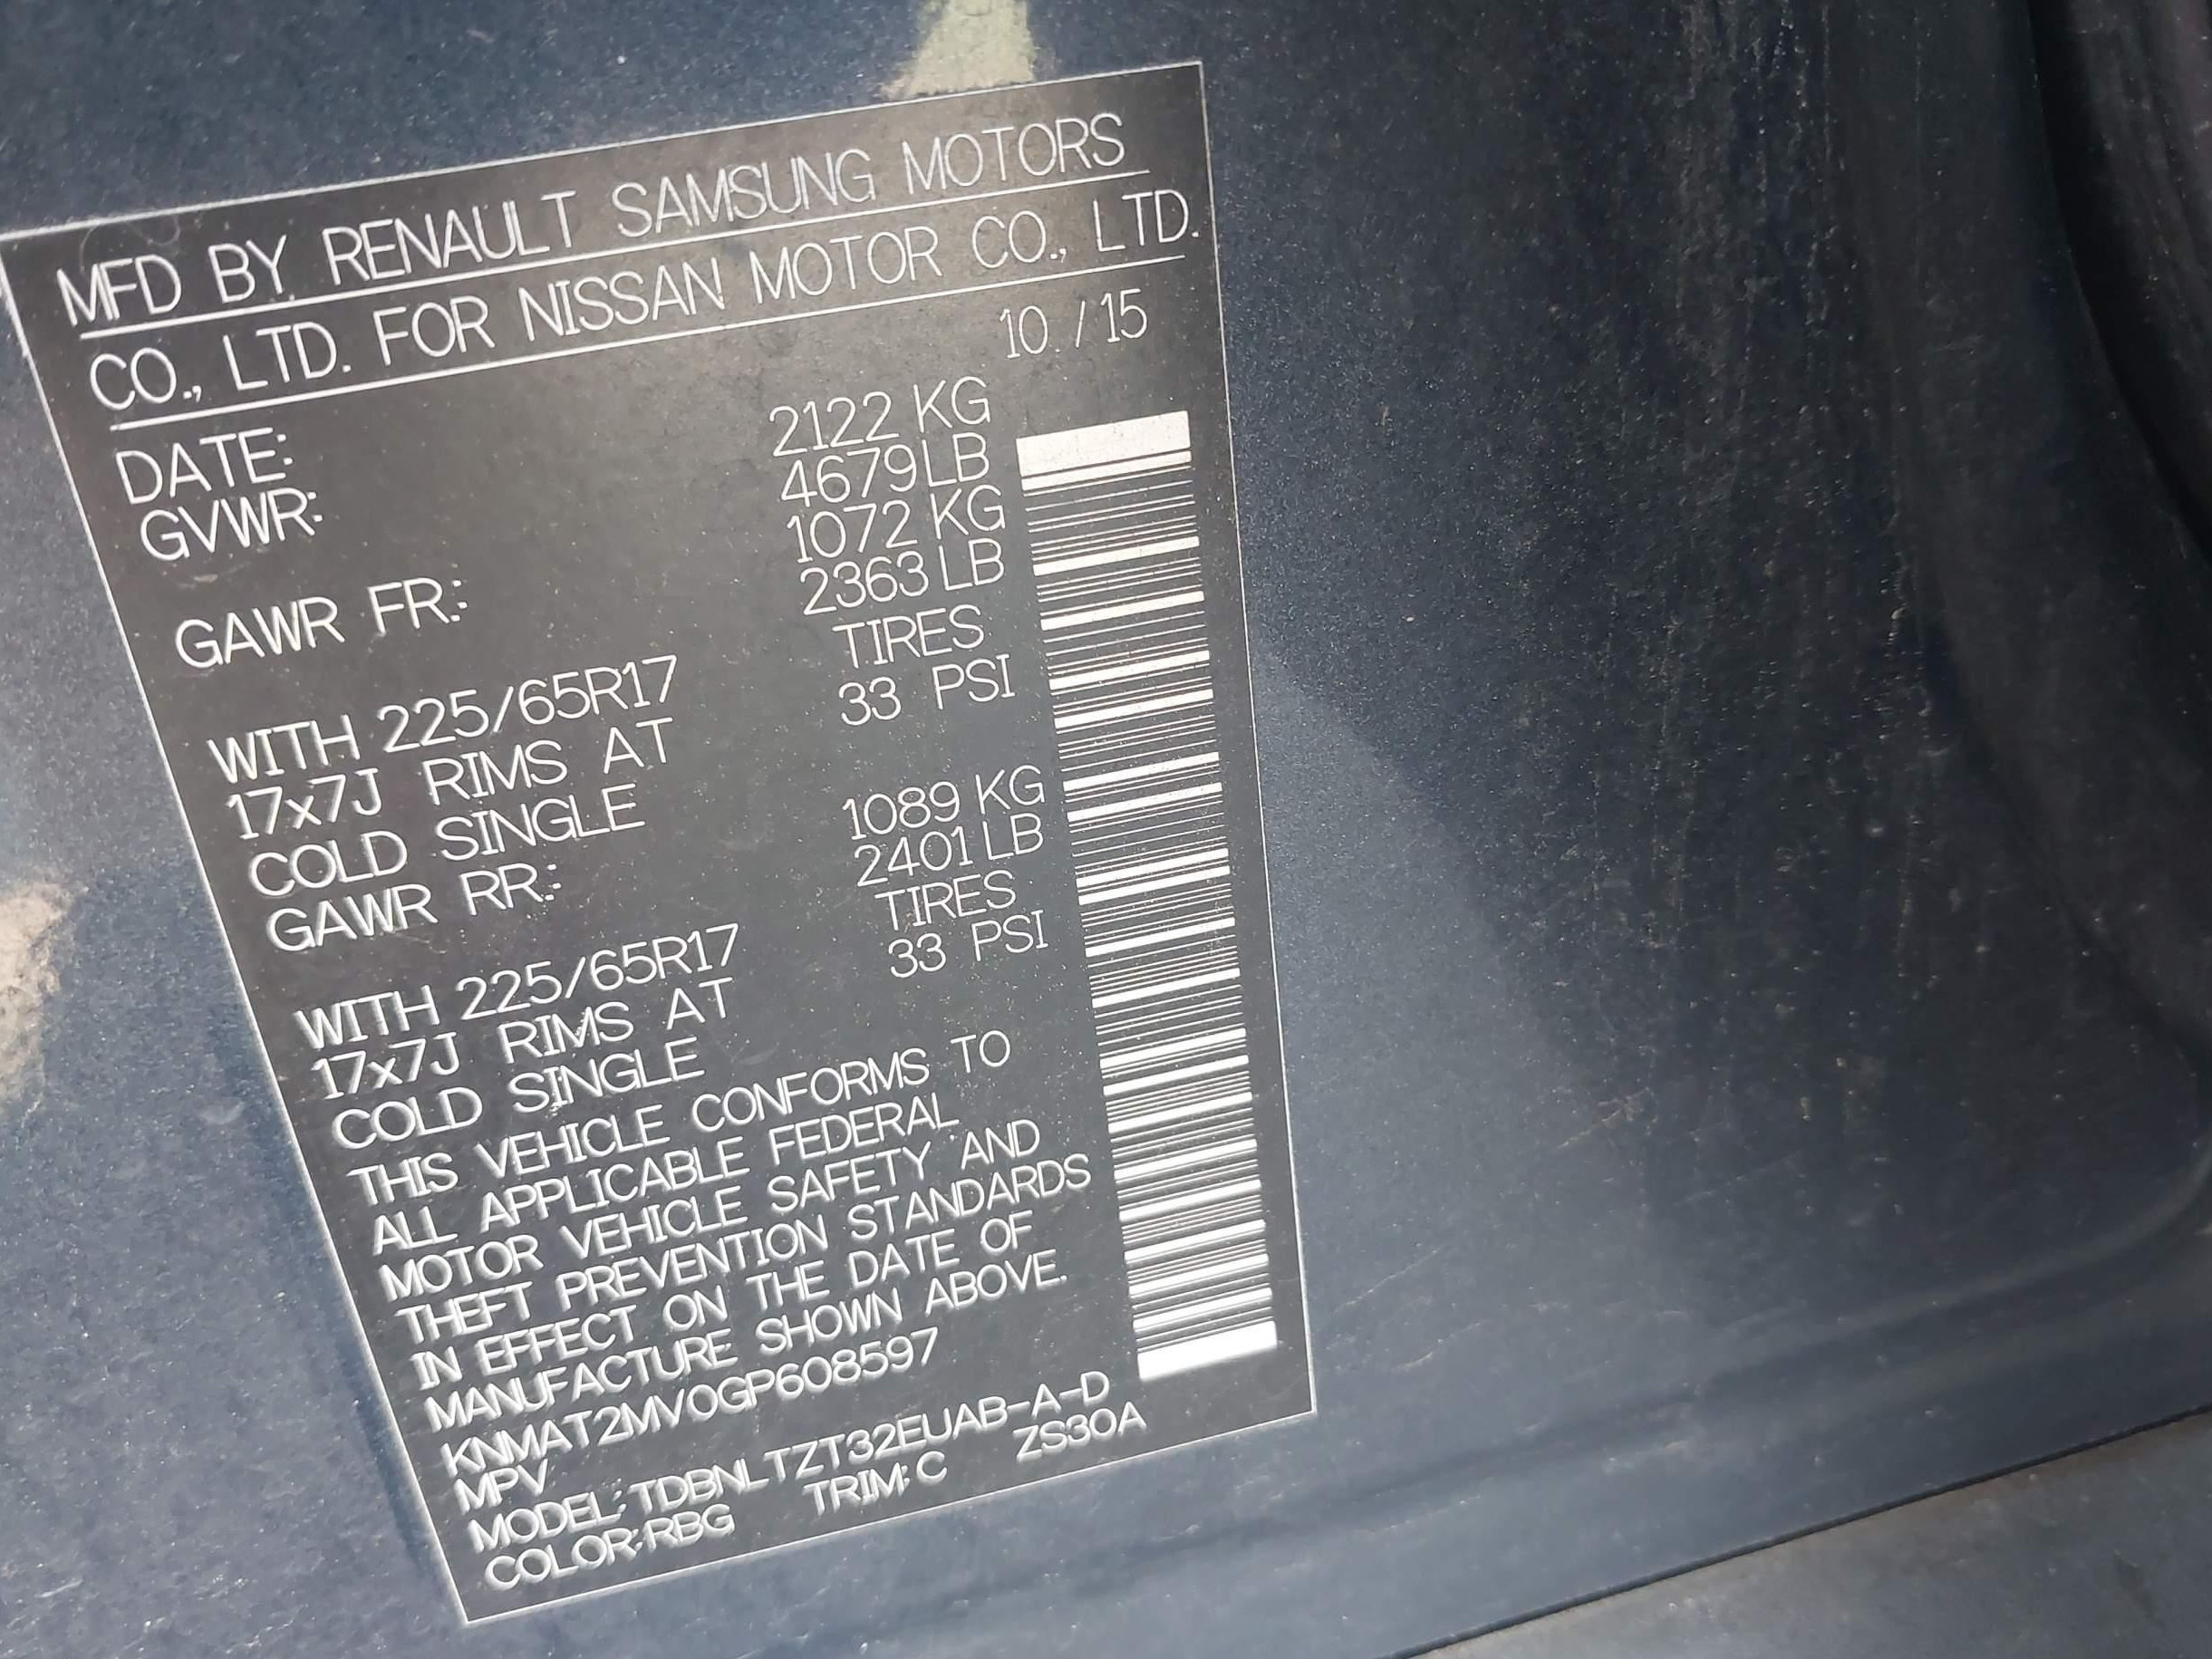 MFD BY RENAULT SAMSUNG MOTORS
CO., LTD. FOR NISSAN MOTOR CO., LTD.
DATE: 10 / 15
GVWR: 2122 KG
4679 LB
GAWR FR.: 1072 KG
2363 LB
WITH 225/65R17 TIRES
17x7J RIMS AT 33 PSI
COLD SINGLE
GAWR RR.: 1089 KG
2401 LB
WITH 225/65R17 TIRES
17x7J RIMS AT 33 PSI
COLD SINGLE
THIS VEHICLE CONFORMS TO
ALL APPLICABLE FEDERAL
MOTOR VEHICLE SAFETY AND
THEFT PREVENTION STANDARDS
IN EFFECT ON THE DATE OF
MANUFACTURE SHOWN ABOVE.
KNMAT2MV0GP608597
MPV
MODEL:TDBNLTZT32EUAB-A-D
COLOR:RBG TRIM:C ZS30A